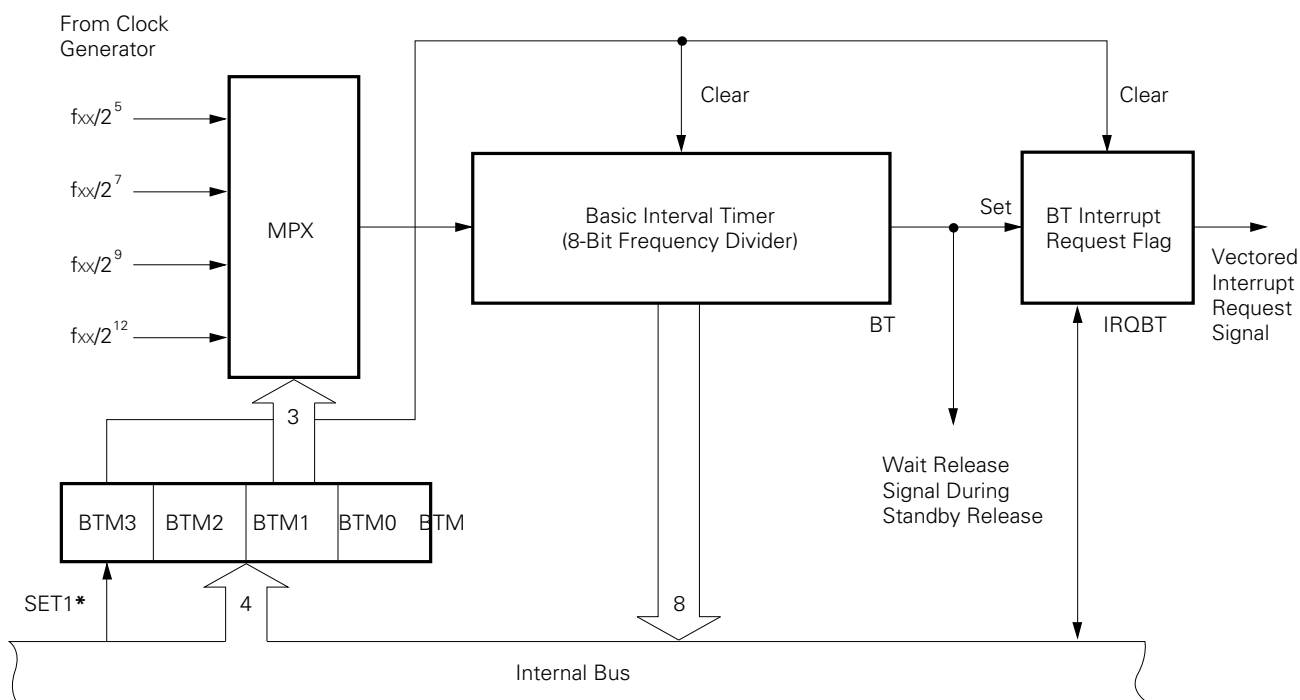 From Clock
Generator
fxx/2^5
fxx/2^7
fxx/2^9
fxx/2^12
MPX
3
Clear
Clear
Basic Interval Timer
(8-Bit Frequency Divider)
BT
Set
BT Interrupt
Request Flag
IRQBT
Vectored
Interrupt
Request
Signal
Wait Release
Signal During
Standby Release
BTM3 BTM2 BTM1 BTM0 BTM
SET1*
4
8
Internal Bus